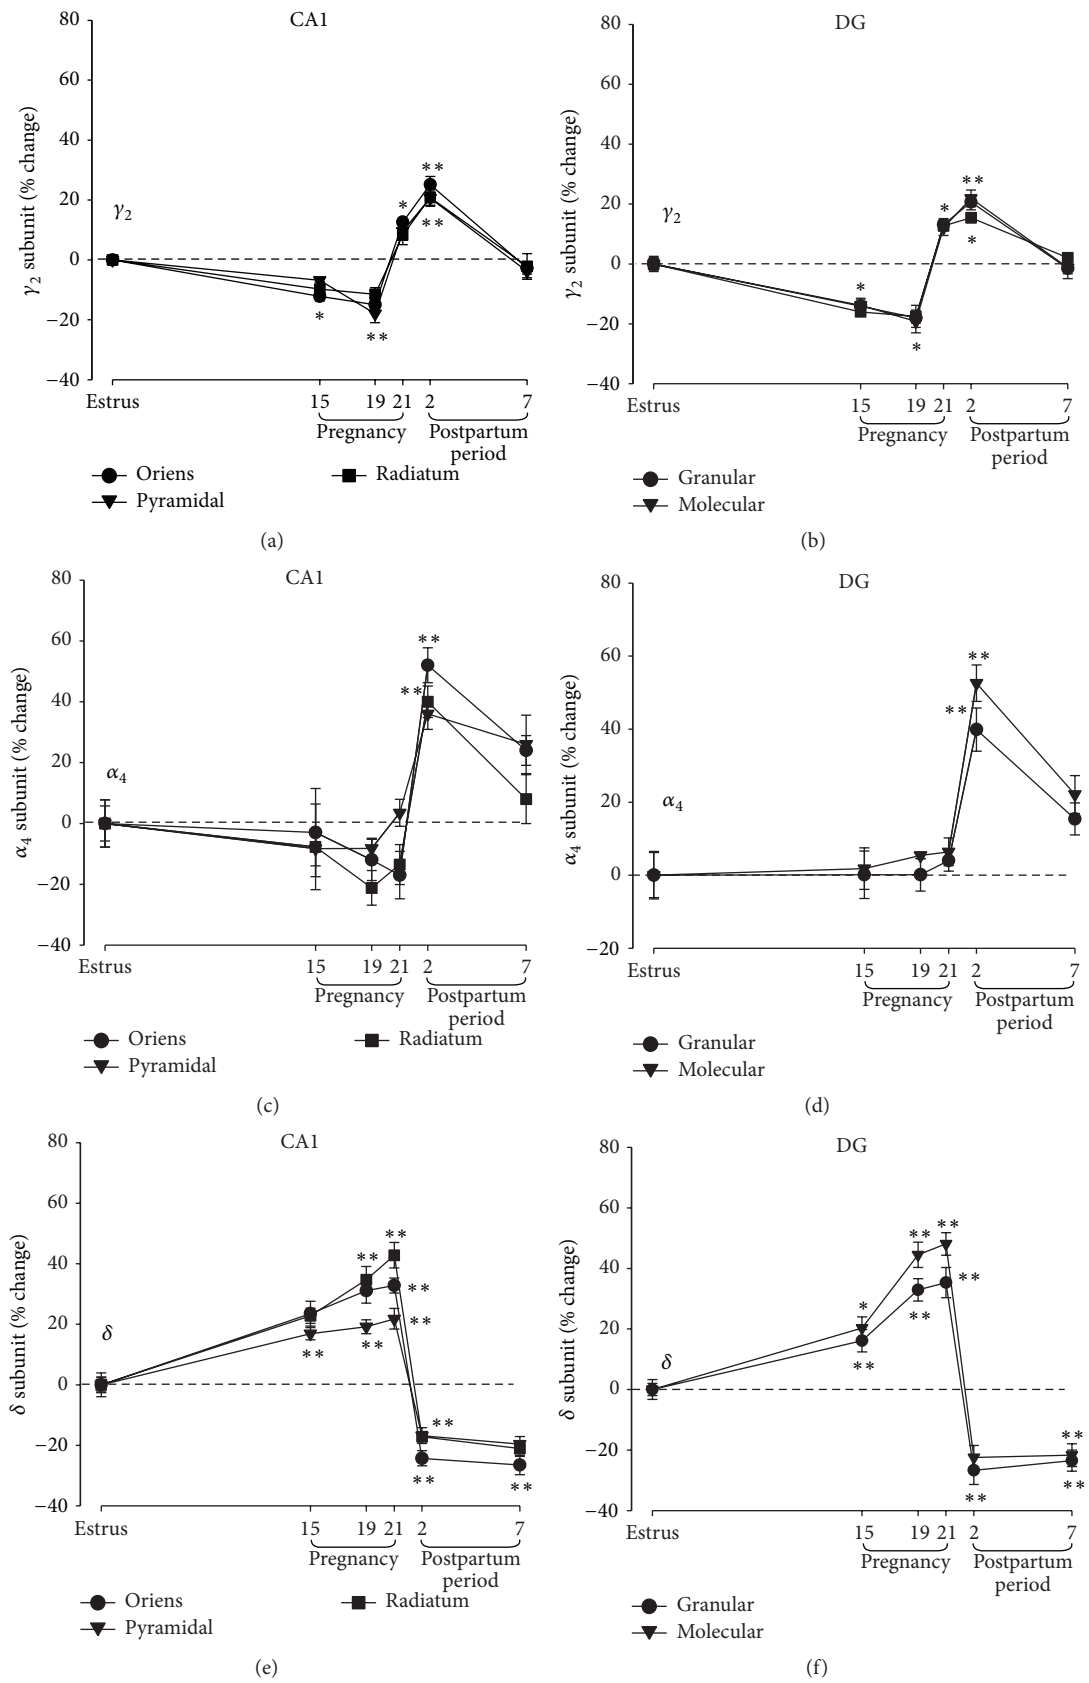 CA1
80
60
40
20
0
−20
−40
γ2 subunit (% change)
γ2
**
*
**
*
**
Estrus
15
19
21
2
7
Pregnancy
Postpartum
period
Oriens
Radiatum
Pyramidal
(a)
DG
80
60
40
20
0
−20
−40
γ2 subunit (% change)
γ2
**
*
*
*
*
Estrus
15
19
21
2
7
Pregnancy
Postpartum
period
Granular
Molecular
(b)
CA1
80
60
40
20
0
−20
−40
α4 subunit (% change)
α4
**
**
Estrus
15
19
21
2
7
Pregnancy
Postpartum
period
Oriens
Radiatum
Pyramidal
(c)
DG
80
60
40
20
0
−20
α4 subunit (% change)
α4
**
**
Estrus
15
19
21
2
7
Pregnancy
Postpartum
period
Granular
Molecular
(d)
CA1
80
60
40
20
0
−20
−40
δ subunit (% change)
δ
**
**
**
**
**
**
**
**
**
Estrus
15
19
21
2
7
Pregnancy
Postpartum
period
Oriens
Radiatum
Pyramidal
(e)
DG
80
60
40
20
0
−20
−40
δ subunit (% change)
δ
**
**
**
*
**
**
**
**
**
Estrus
15
19
21
2
7
Pregnancy
Postpartum
period
Granular
Molecular
(f)